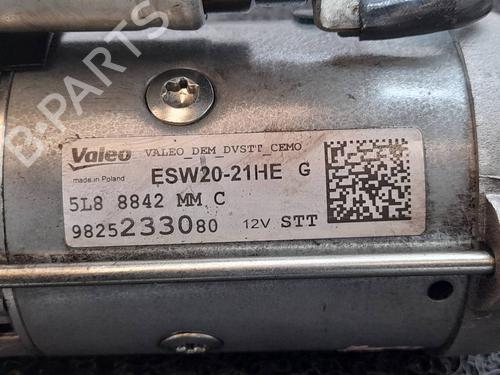 B-PARTS
Valeo VALEO_DEM_DVSTT_CEMO
made in Poland ESW20-21HE G
5L8 8842 MM C
9825233080 12V STT